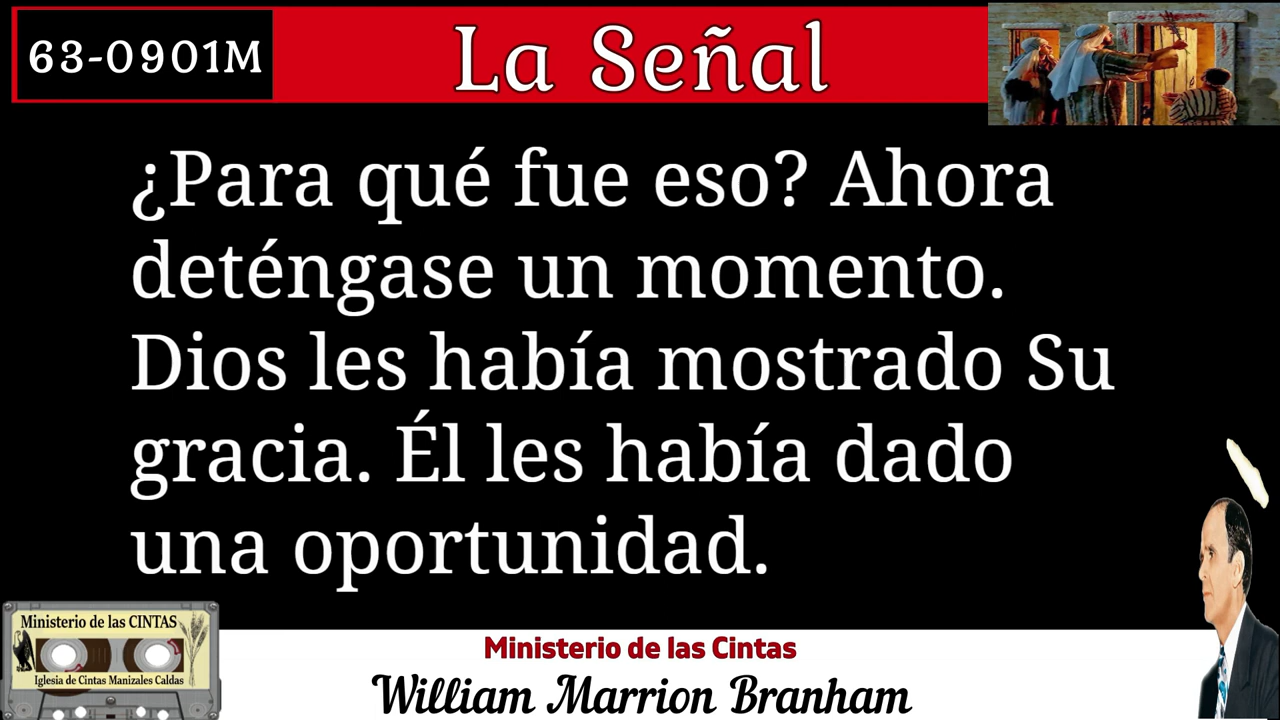 63-0901M
La Señal
¿Para qué fue eso? Ahora
deténgase un momento.
Dios les había mostrado Su
gracia. Él les había dado
una oportunidad.
Ministerio de las CINTAS
Iglesia de Cintas Manizales Caldas
Ministerio de las Cintas
William Marrion Branham